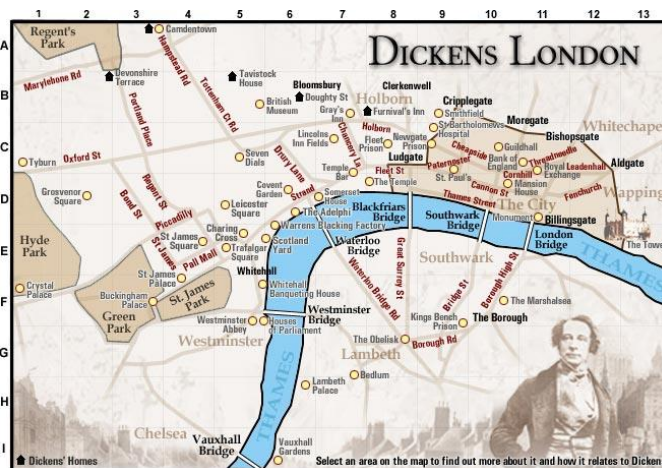 1 2 3 4 5 6 7 8 9 10 11 12 13
DICKENS LONDON
A
B
C
D
E
F
G
H
I
Regent's
Park
Camdentown
Hampstead Rd
Marylebone Rd
Devonshire
Terrace
Tottenham Ct Rd
Tavistock
House
Portland Place
British
Museum
Bloomsbury
Doughty St
Gray's
Inn
Holborn
Furnival's Inn
Clerkenwell
Cripplegate
Smithfield
St Bartholomews
Hospital
Moregate
Bishopsgate
Whitechape
Lincolns
Inn Fields
Chancery La
Holborn
Fleet
Prison
Newgate
Prison
Cheapside
Guildhall
Bank of
England
Threadneedle
Royal
Exchange
Leadenhall
Aldgate
Tyburn
Oxford St
Seven
Dials
Drury Lane
Temple
Bar
Fleet St
Ludgate
Paternoster
St. Paul's
Cornhill
Mansion
House
Fenchurch
Wapping
Grosvenor
Square
Bond St
Regent St
Covent
Garden
Strand
Somerset
House
The Temple
Cannon St
Thames Street
The City
Monument
Billingsgate
Leicester
Square
The Adelphi
Blackfriars
Bridge
Southwark
Bridge
London
Bridge
The Towe
Piccadilly
Charing
Cross
Warrens Blacking Factory
Hyde
Park
St James
Square
St James
Trafalgar
Square
Scotland
Yard
Waterloo
Bridge
THAMES
Pall Mall
St James
Palace
Whitehall
Southwark
Waterloo Bridge Rd
Grant Surrey St
Bridge St
Borough High St
Crystal
Palace
Buckingham
Palace
St. James
Park
Whitehall
Banqueting House
The Marshalsea
Green
Park
Westminster
Abbey
Houses
of Parliament
Westminster
Bridge
Kings Bench
Prison
The Borough
Westminster
The Obelisk
Borough Rd
Lambeth
THAMES
Lambeth
Palace
Bedlum
Chelsea
Vauxhall
Bridge
Vauxhall
Gardens
Dickens' Homes
Select an area on the map to find out more about it and how it relates to Dicken